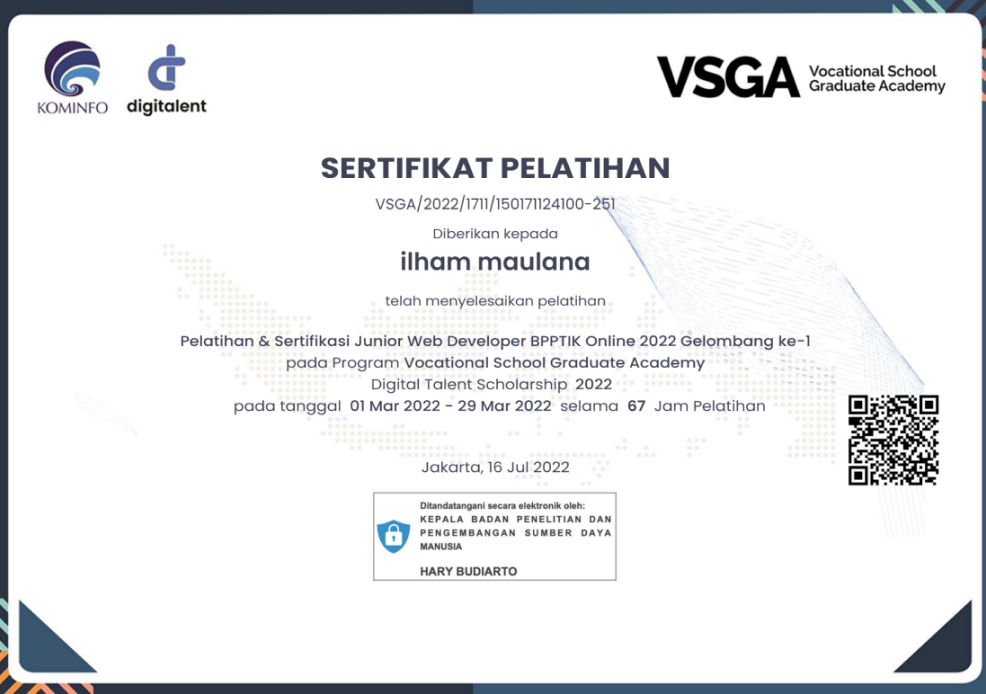 KOMINFO
digitalent
VSGA Vocational School
Graduate Academy
SERTIFIKAT PELATIHAN
VSGA/2022/1711/150171124100-251
Diberikan kepada
ilham maulana
telah menyelesaikan pelatihan
Pelatihan & Sertifikasi Junior Web Developer BPPTIK Online 2022 Gelombang ke-1
pada Program Vocational School Graduate Academy
Digital Talent Scholarship 2022
pada tanggal 01 Mar 2022 - 29 Mar 2022 selama 67 Jam Pelatihan
Jakarta, 16 Jul 2022
Ditandatangani secara elektronik oleh:
KEPALA BADAN PENELITIAN DAN
PENGEMBANGAN SUMBER DAYA
MANUSIA
HARY BUDIARTO